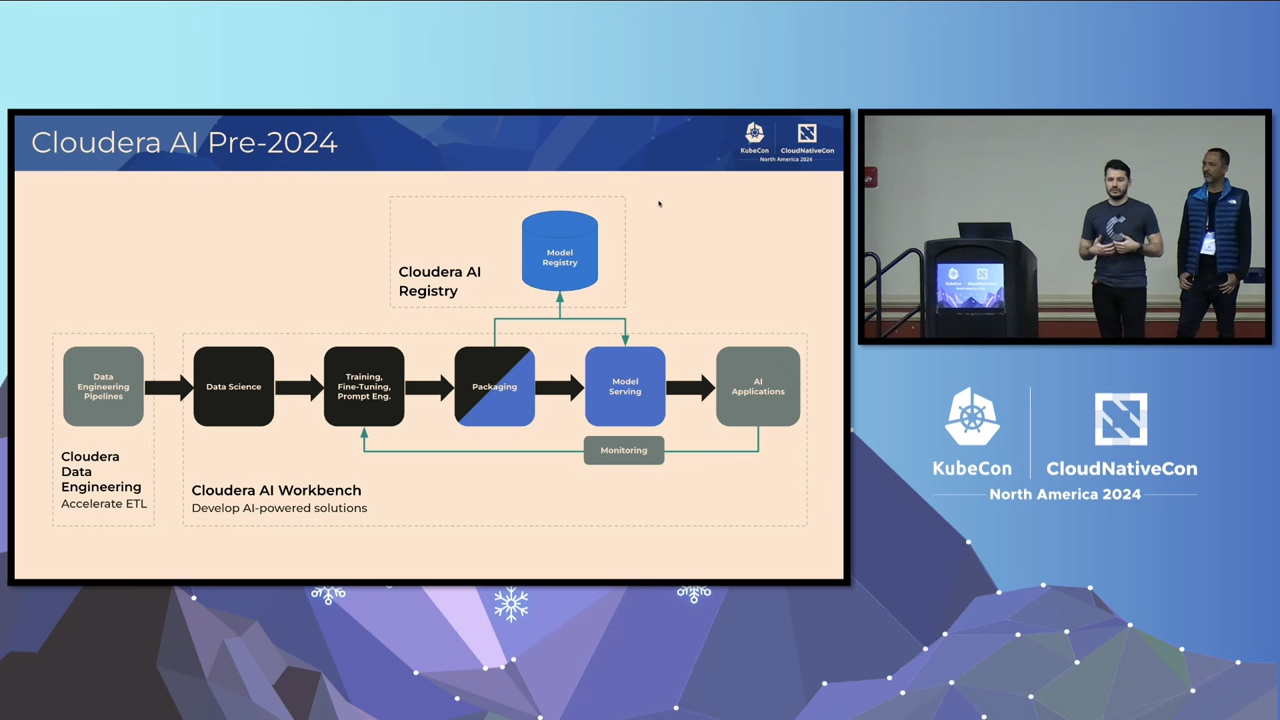 Cloudera AI Pre-2024
KubeCon
CloudNativeCon
North America 2024
Model
Registry
Cloudera AI
Registry
Data
Engineering
Pipelines
Data Science
Training,
Fine-Tuning,
Prompt Eng.
Packaging
Model
Serving
AI
Applications
Monitoring
Cloudera
Data
Engineering
Accelerate ETL
Cloudera AI Workbench
Develop AI-powered solutions
KubeCon
CloudNativeCon
North America 2024